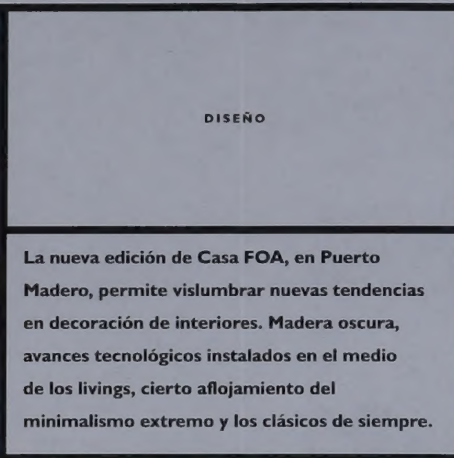 DISEÑO
La nueva edición de Casa FOA, en Puerto
Madero, permite vislumbrar nuevas tendencias
en decoración de interiores. Madera oscura,
avances tecnológicos instalados en el medio
de los livings, cierto aflojamiento del
minimalismo extremo y los clásicos de siempre.